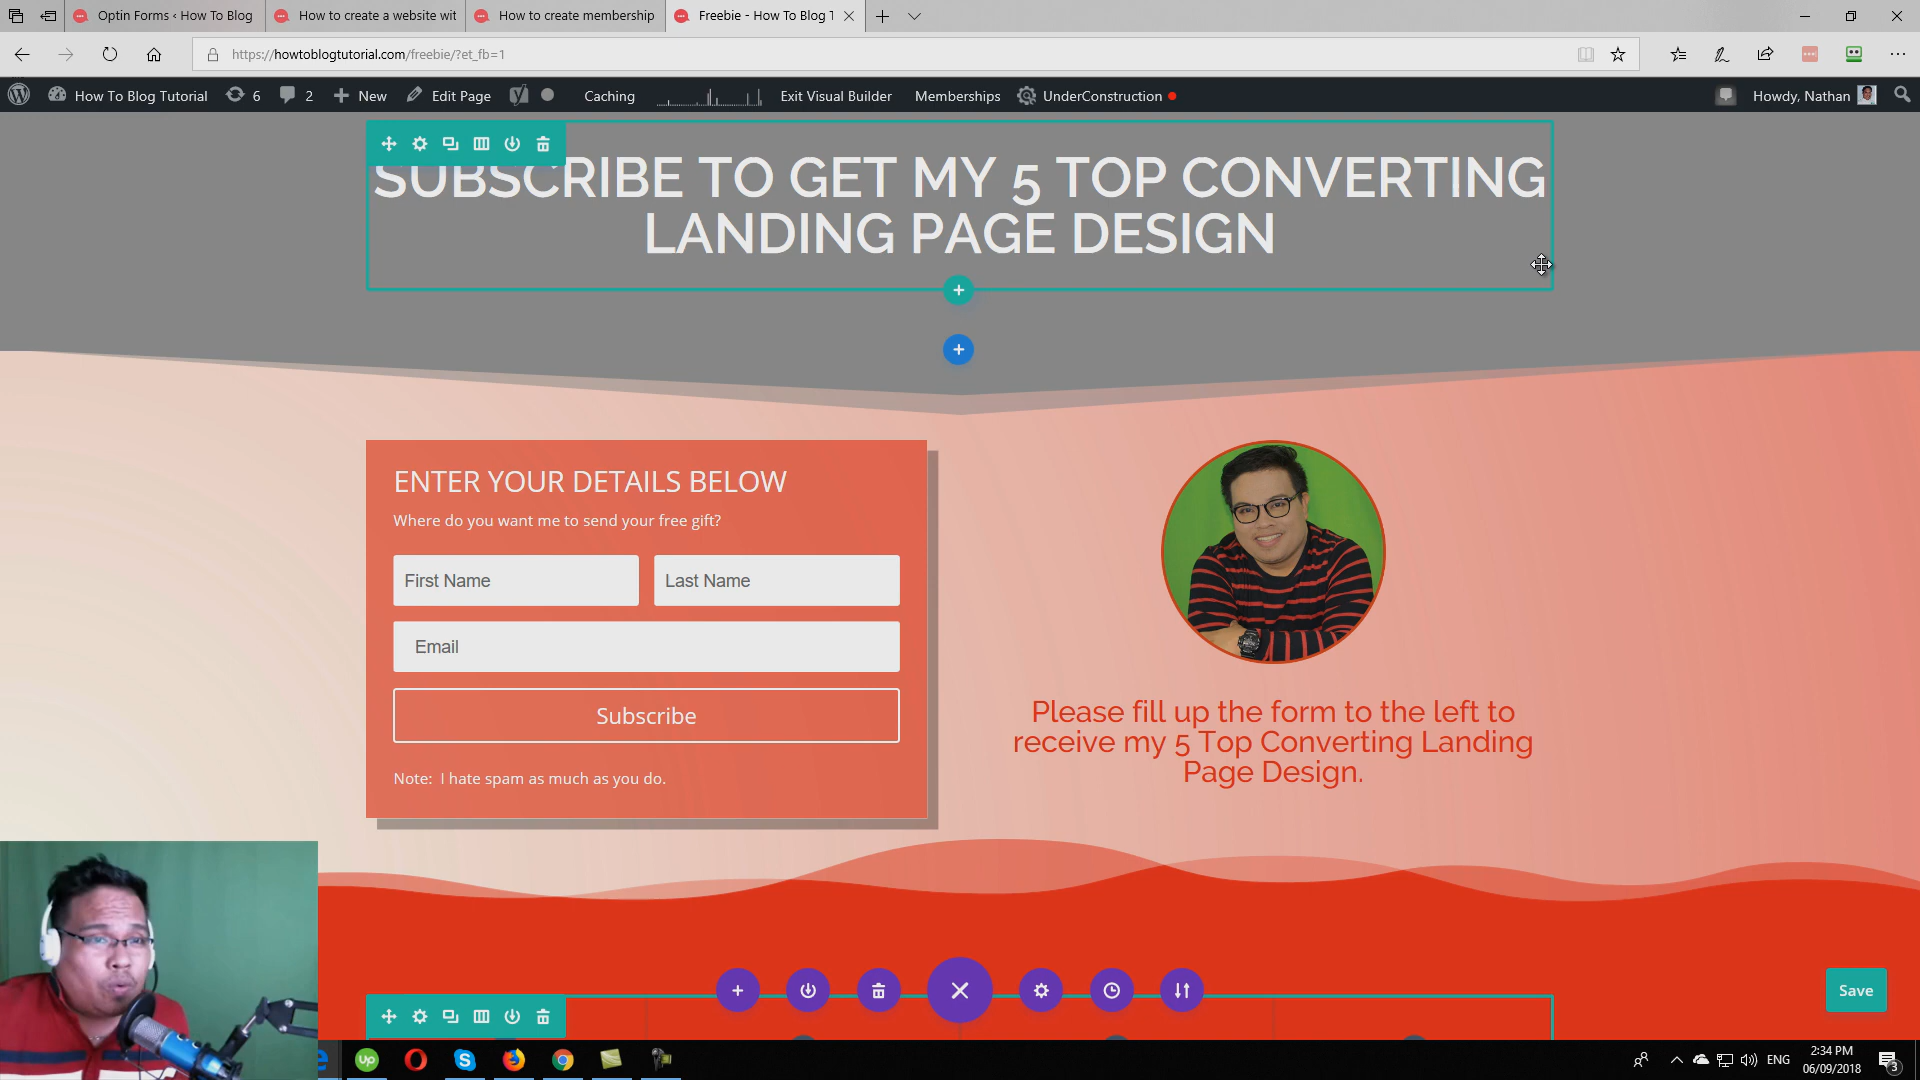 Optin Forms ‹ How To Blog
How to create a website wit
How to create membership
Freebie - How To Blog T
https://howtoblogtutorial.com/freebie/?et_fb=1
How To Blog Tutorial
6
2
New
Edit Page
Caching
Exit Visual Builder
Memberships
UnderConstruction
Howdy, Nathan
SUBSCRIBE TO GET MY 5 TOP CONVERTING
LANDING PAGE DESIGN
ENTER YOUR DETAILS BELOW
Where do you want me to send your free gift?
First Name
Last Name
Email
Subscribe
Note: I hate spam as much as you do.
Please fill up the form to the left to
receive my 5 Top Converting Landing
Page Design.
Save
up
ENG
2:34 PM
06/09/2018
3